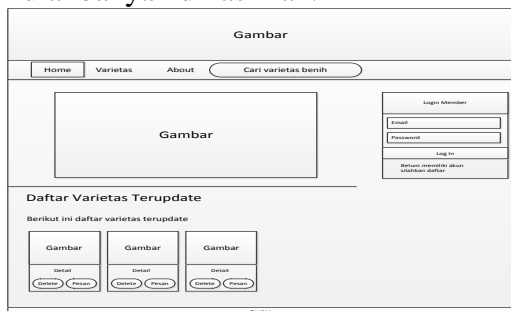 Gambar
Home Varietas About Cari varietas benih
Login Member
Email
Password
Log In
Belum memiliki akun
silahkan daftar
Gambar
Daftar Varietas Terupdate
Berikut ini daftar varietas terupdate
Gambar Gambar Gambar
Detail Detail Detail
Delete Pesan Delete Pesan Delete Pesan